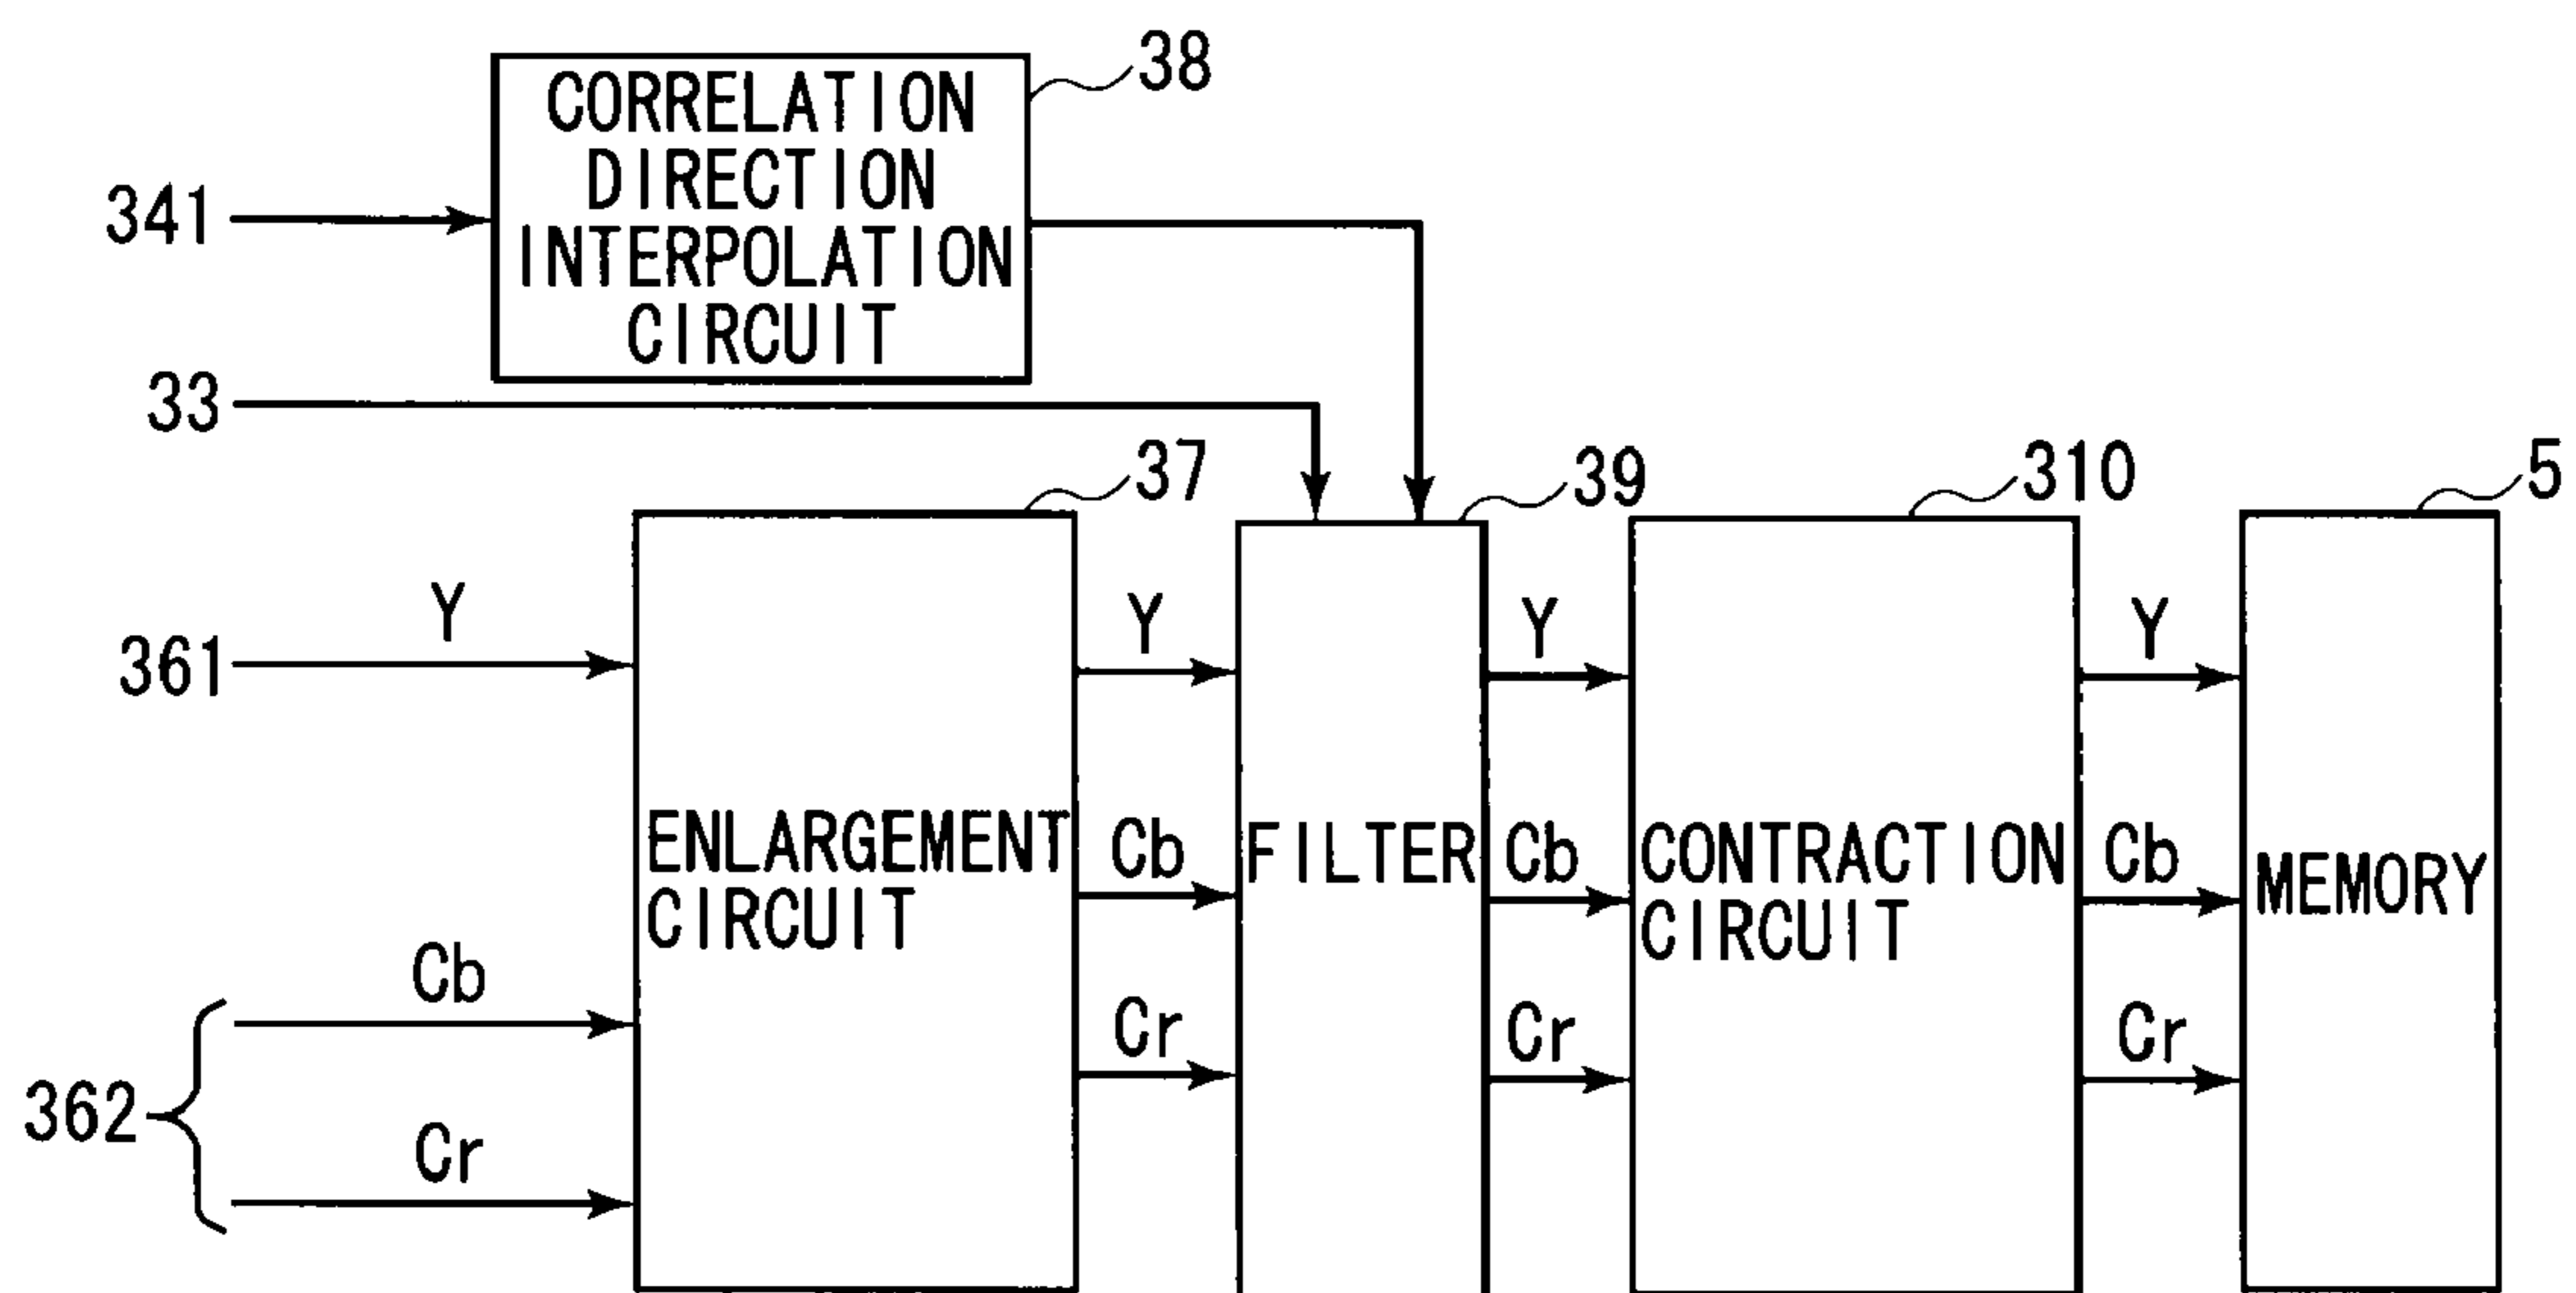 38
CORRELATION
DIRECTION
INTERPOLATION
CIRCUIT
341
33
37
39
310
5
Y
Y
Y
Y
361
ENLARGEMENT
CIRCUIT
Cb
FILTER
Cb
CONTRACTION
CIRCUIT
Cb
MEMORY
Cb
Cr
Cr
Cr
362
Cr